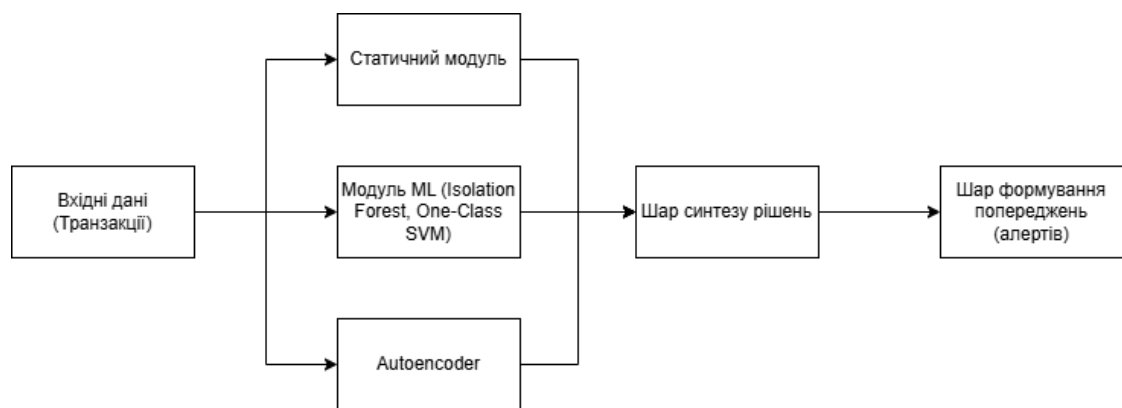 Статичний модуль
Вхідні дані
(Транзакції)
Модуль ML (Isolation
Forest, One-Class
SVM)
Шар синтезу рішень
Шар формування
попереджень
(алертів)
Autoencoder